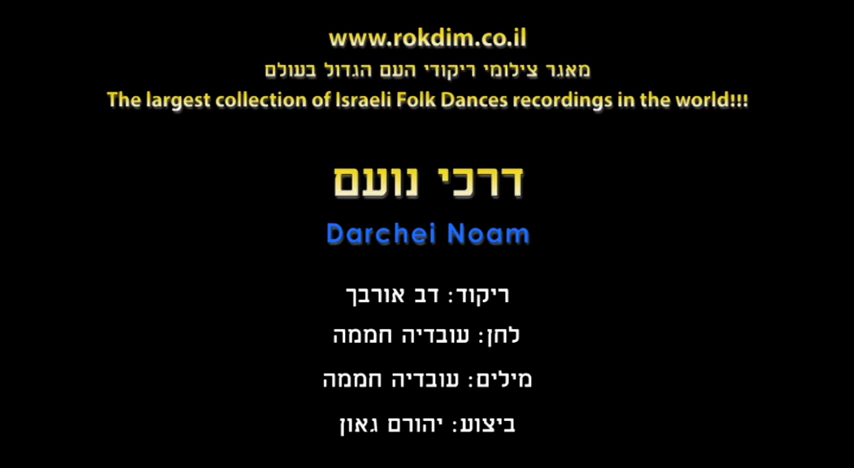 www.rokdim.co.il
מאגר צילומי ריקודי העם הגדול בעולם
The largest collection of Israeli Folk Dances recordings in the world!!!
דרכי נועם
Darchei Noam
ריקוד: דב אורבך
לחן: עובדיה חממה
מילים: עובדיה חממה
ביצוע: יהורם גאון